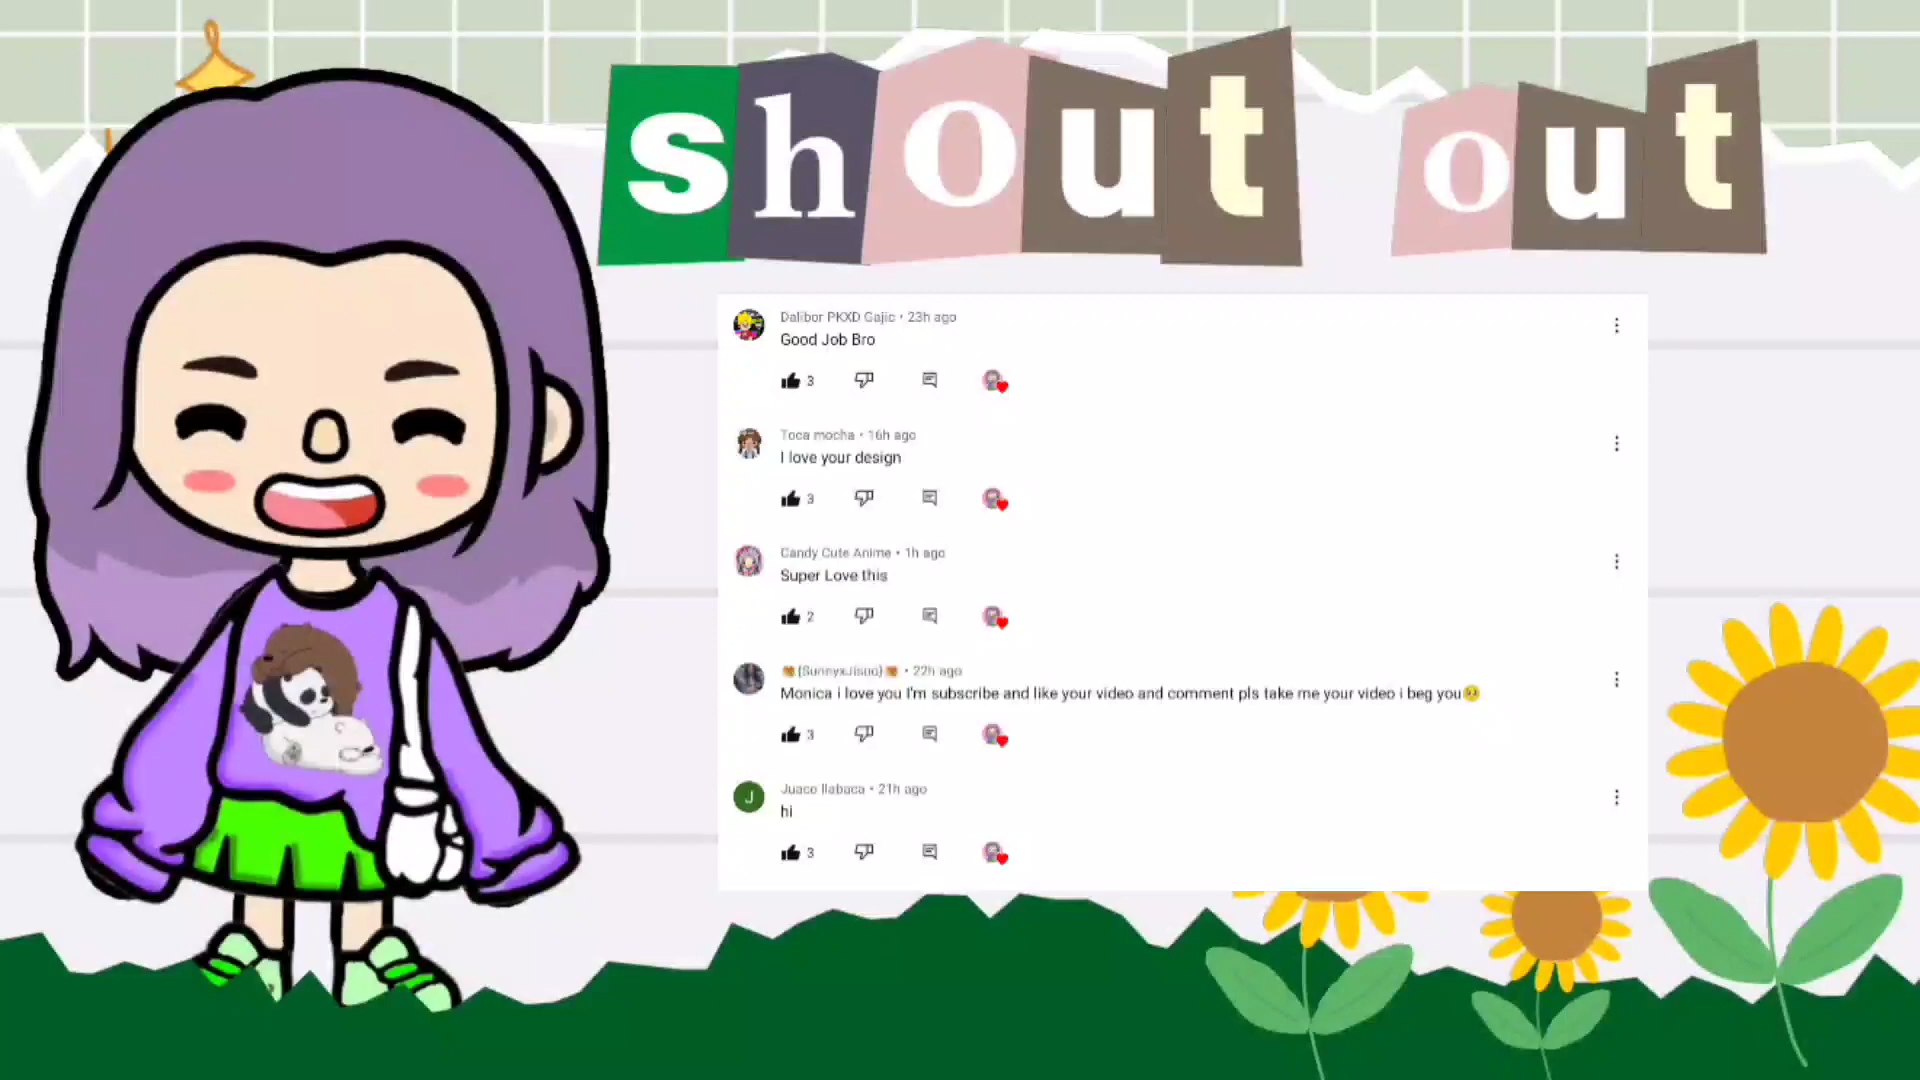 shout out
Dalibor PKXD Gajic • 23h ago
Good Job Bro
3
Toca mocha • 16h ago
I love your design
3
Candy Cute Anime • 1h ago
Super Love this
2
{SunnyxJisoo} • 22h ago
Monica i love you I'm subscribe and like your video and comment pls take me your video i beg you🥺
3
J
Juaco Ilabaca • 21h ago
hi
3